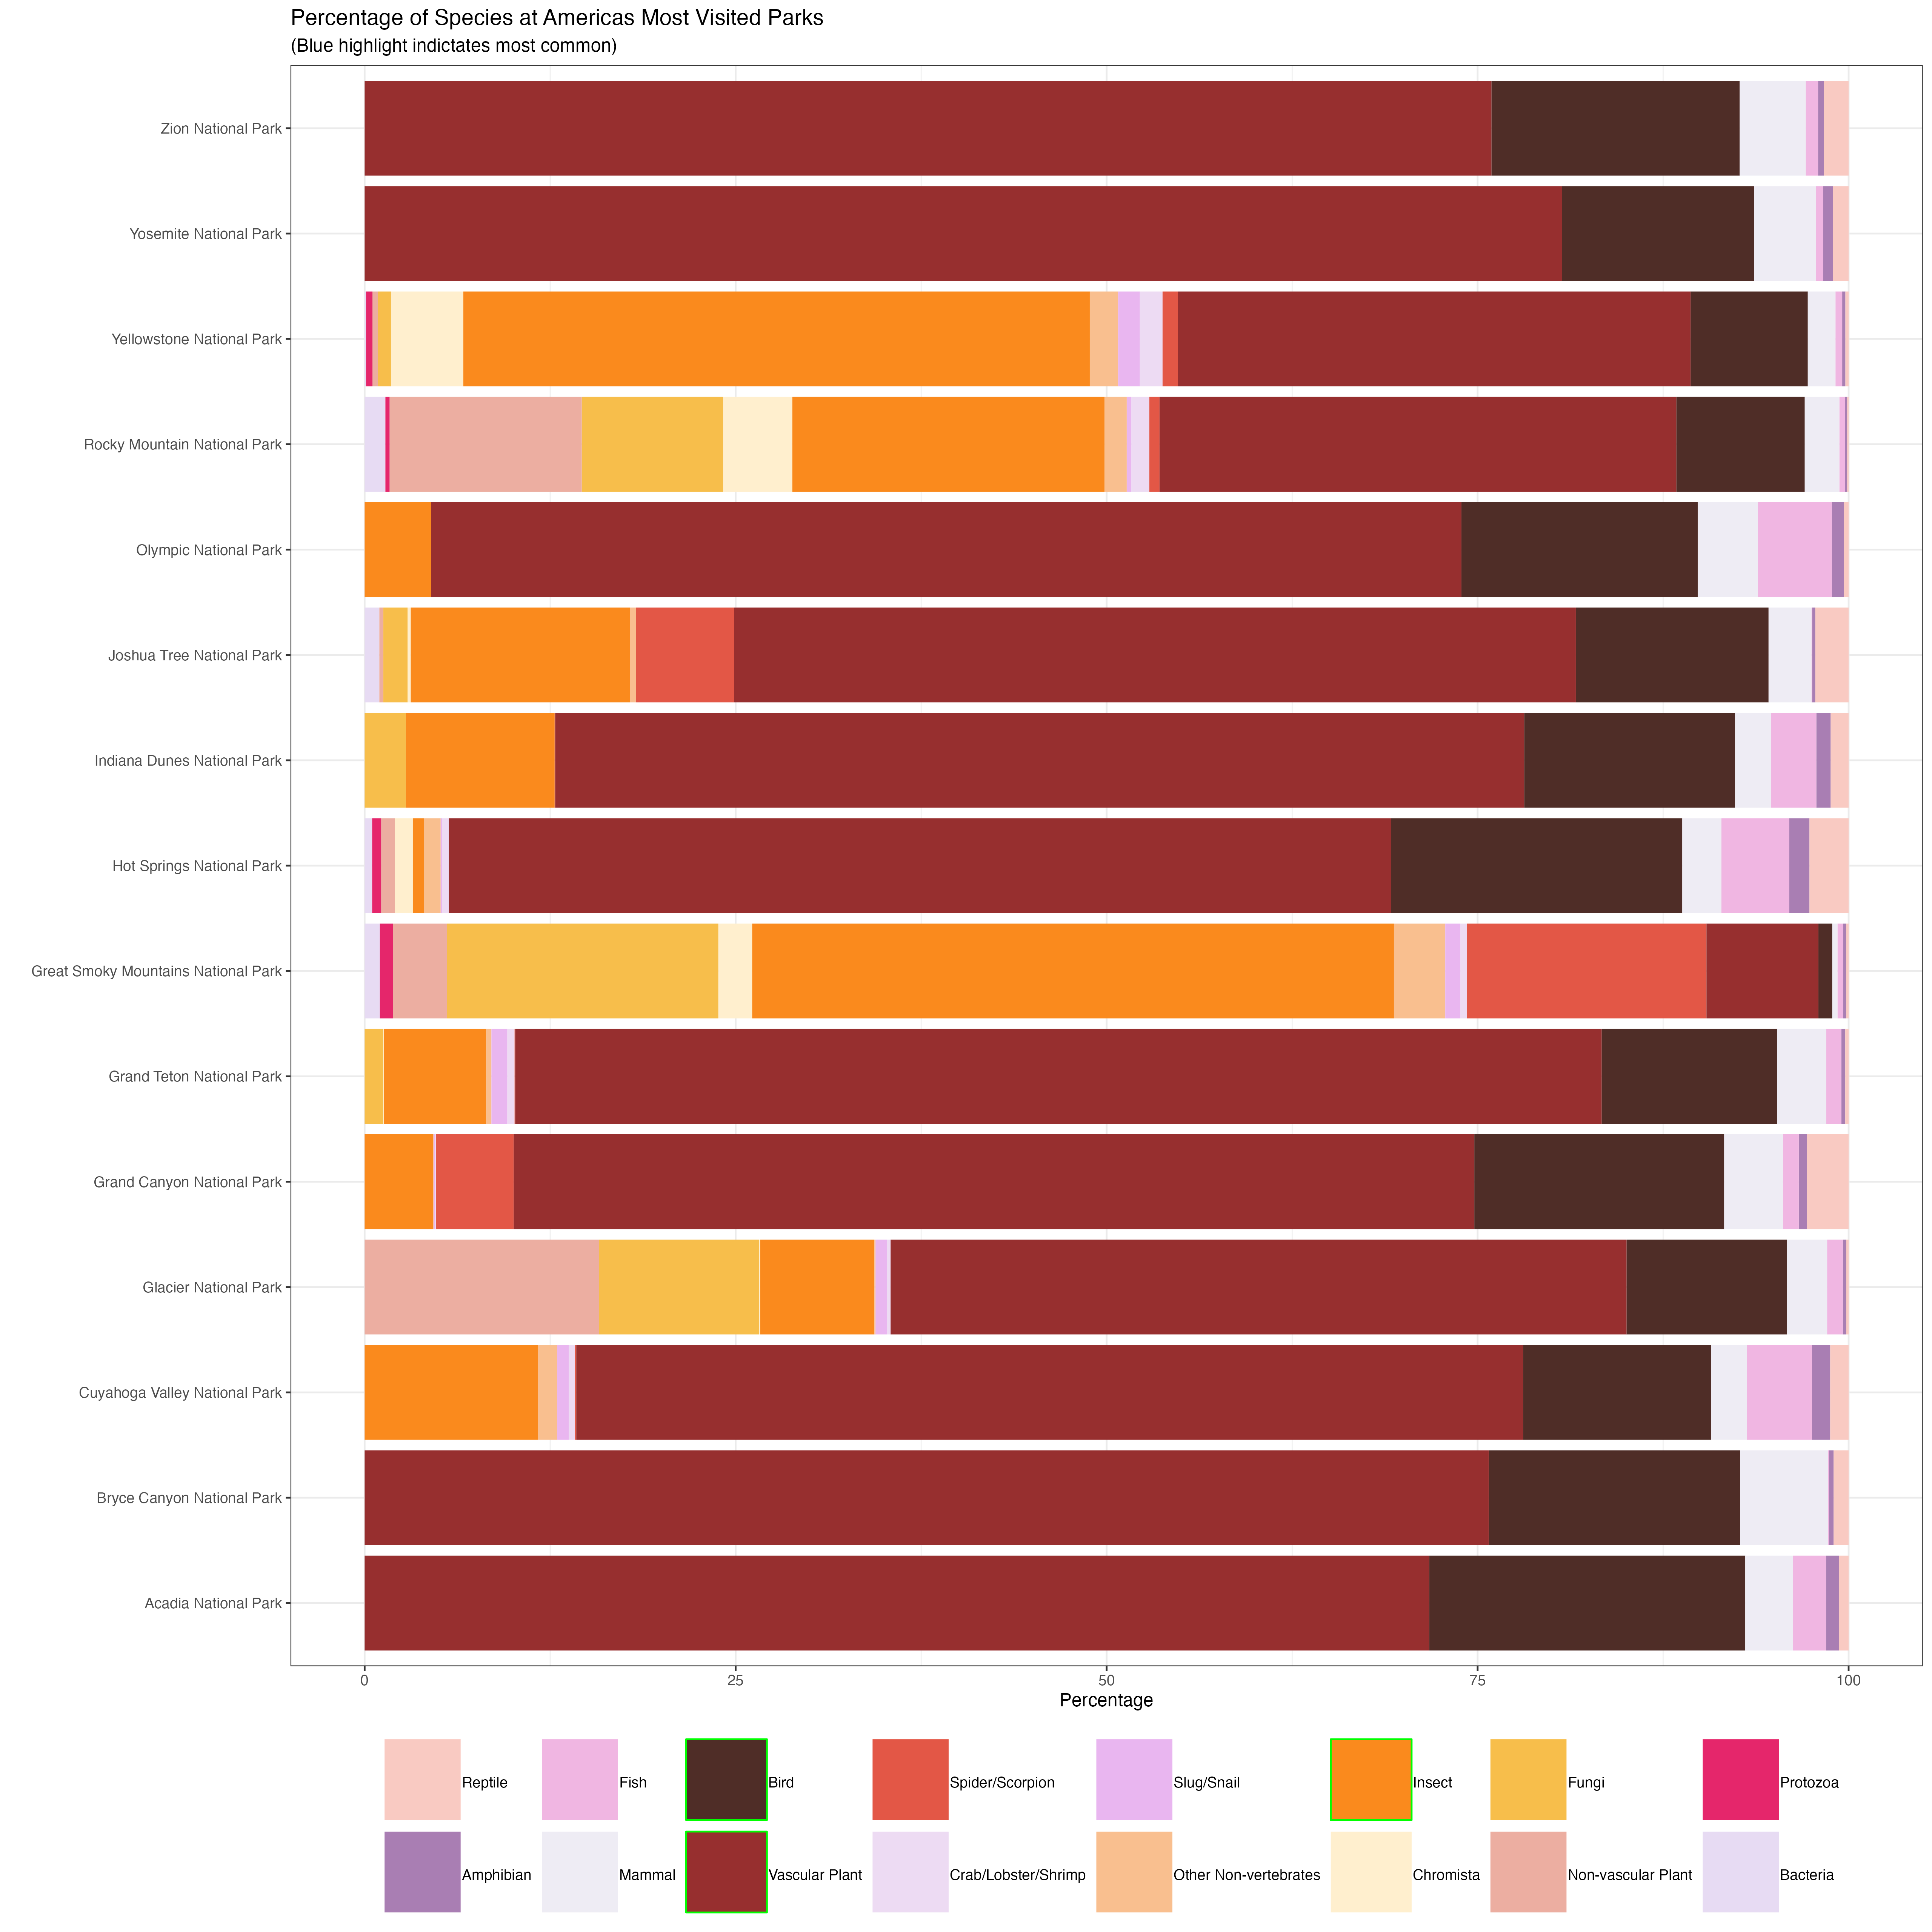 Percentage of Species at Americas Most Visited Parks
(Blue highlight indictates most common)
Zion National Park
Yosemite National Park
Yellowstone National Park
Rocky Mountain National Park
Olympic National Park
Joshua Tree National Park
Indiana Dunes National Park
Hot Springs National Park
Great Smoky Mountains National Park
Grand Teton National Park
Grand Canyon National Park
Glacier National Park
Cuyahoga Valley National Park
Bryce Canyon National Park
Acadia National Park
0 25 50 75 100
Percentage
Reptile Fish Bird Spider/Scorpion Slug/Snail Insect Fungi Protozoa
Amphibian Mammal Vascular Plant Crab/Lobster/Shrimp Other Non-vertebrates Chromista Non-vascular Plant Bacteria